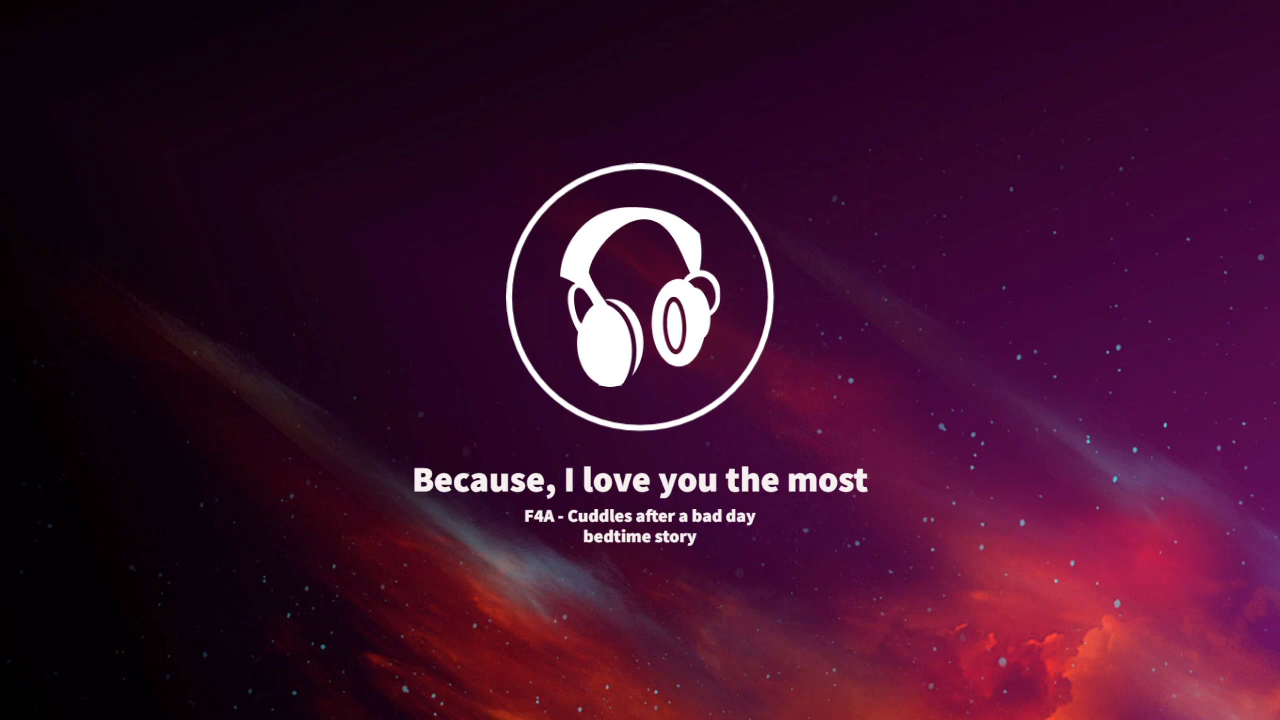 Because, I love you the most
F4A - Cuddles after a bad day
bedtime story